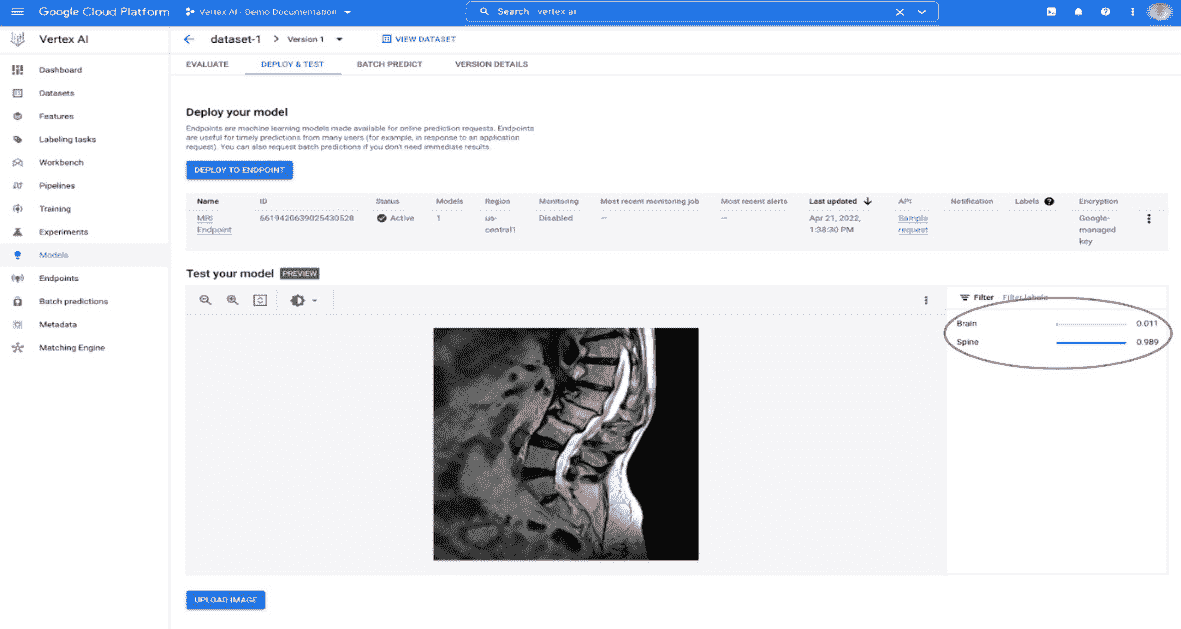 Google Cloud Platform
Vertex AI - Demo Documentation
Search vertex ai
Vertex AI
dataset-1 > Version 1
VIEW DATASET
EVALUATE
DEPLOY & TEST
BATCH PREDICT
VERSION DETAILS
Dashboard
Datasets
Features
Labeling tasks
Workbench
Pipelines
Training
Experiments
Models
Endpoints
Batch predictions
Metadata
Matching Engine
Deploy your model
Endpoints are machine learning models made available for online prediction requests. Endpoints
are useful for timely predictions from many users (for example, in response to an application
request). You can also request batch predictions if you don't need immediate results.
DEPLOY TO ENDPOINT
Name ID Status Models Region Monitoring Most recent monitoring job Most recent alerts Last updated API Notification Labels Encryption
MRI 6619420639025430528 Active 1 us- Disabled -- -- Apr 21, 2022, Sample Google-
Endpoint central1 1:38:30 PM request managed
key
Test your model PREVIEW
Filter Filter labels
Brain 0.011
Spine 0.989
UPLOAD IMAGE